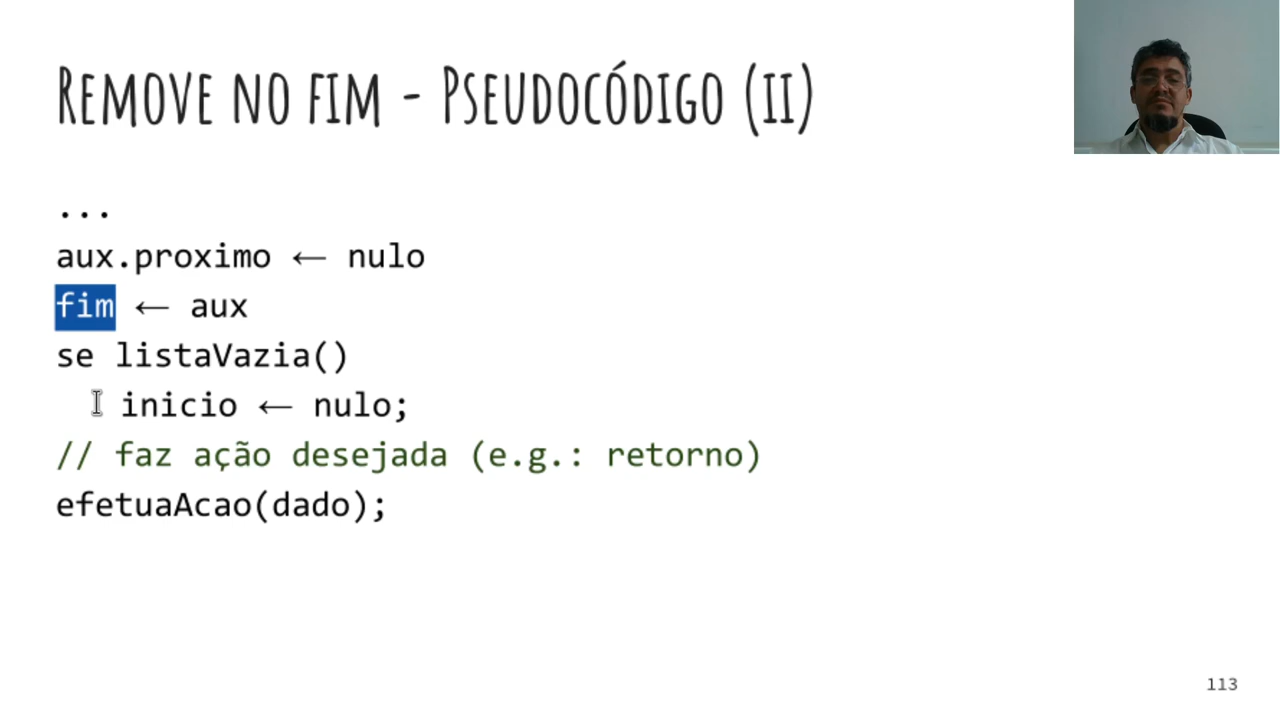 Remove no fim - Pseudocódigo (ii)
...
aux.proximo ← nulo
fim ← aux
se listaVazia()
inicio ← nulo;
// faz ação desejada (e.g.: retorno)
efetuaAcao(dado);
113